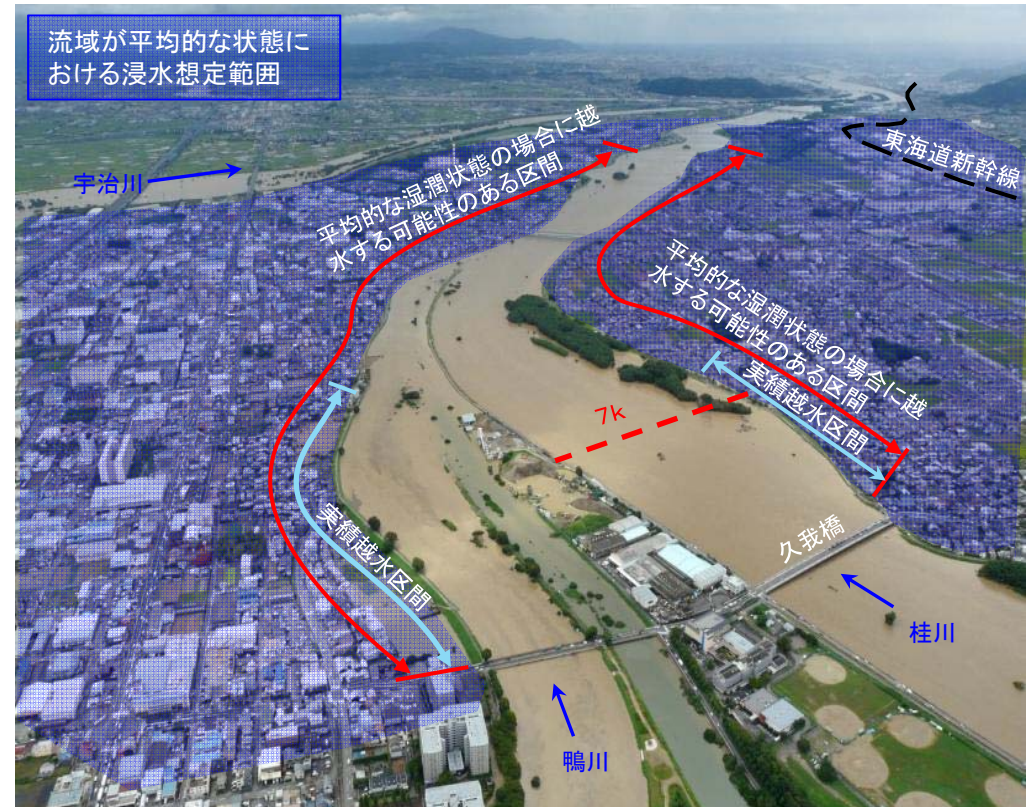 流域が平均的な状態に
おける浸水想定範囲
宇治川
平均的な湿潤状態の場合に越
水する可能性のある区間
東海道新幹線
平均的な湿潤状態の場合に越
水する可能性のある区間
実績越水区間
7k
実績越水区間
久我橋
桂川
鴨川